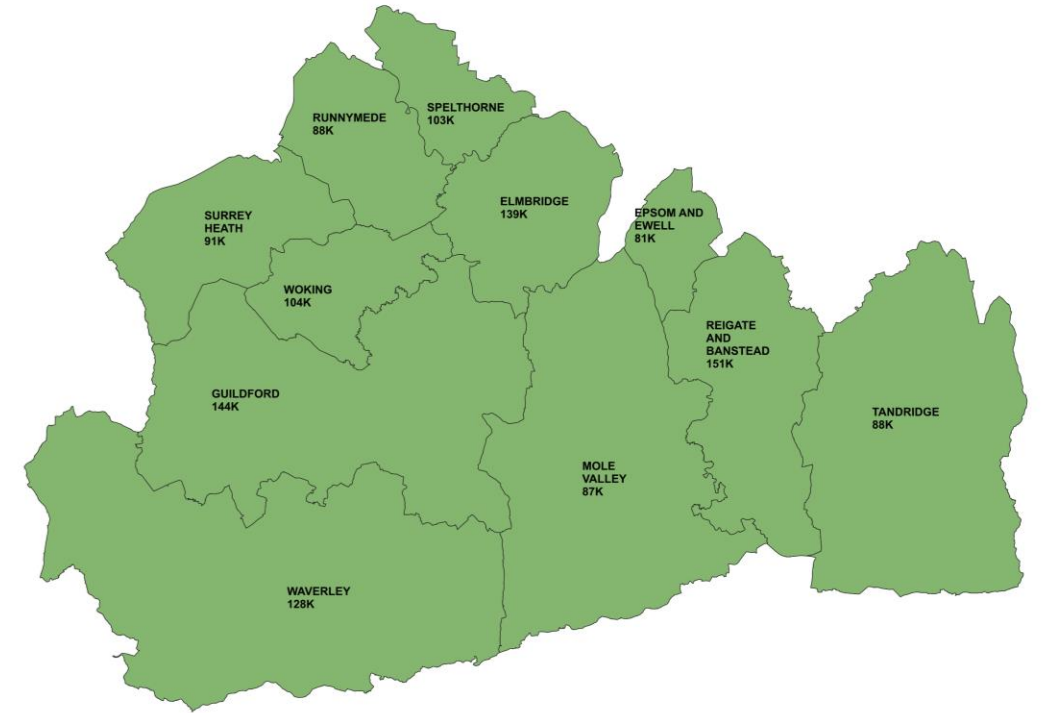 SPELTHORNE
103K
RUNNYMEDE
88K
ELMBRIDGE
139K
EPSOM AND
EWELL
81K
SURREY
HEATH
91K
WOKING
104K
REIGATE
AND
BANSTEAD
151K
GUILDFORD
144K
TANDRIDGE
88K
MOLE
VALLEY
87K
WAVERLEY
128K